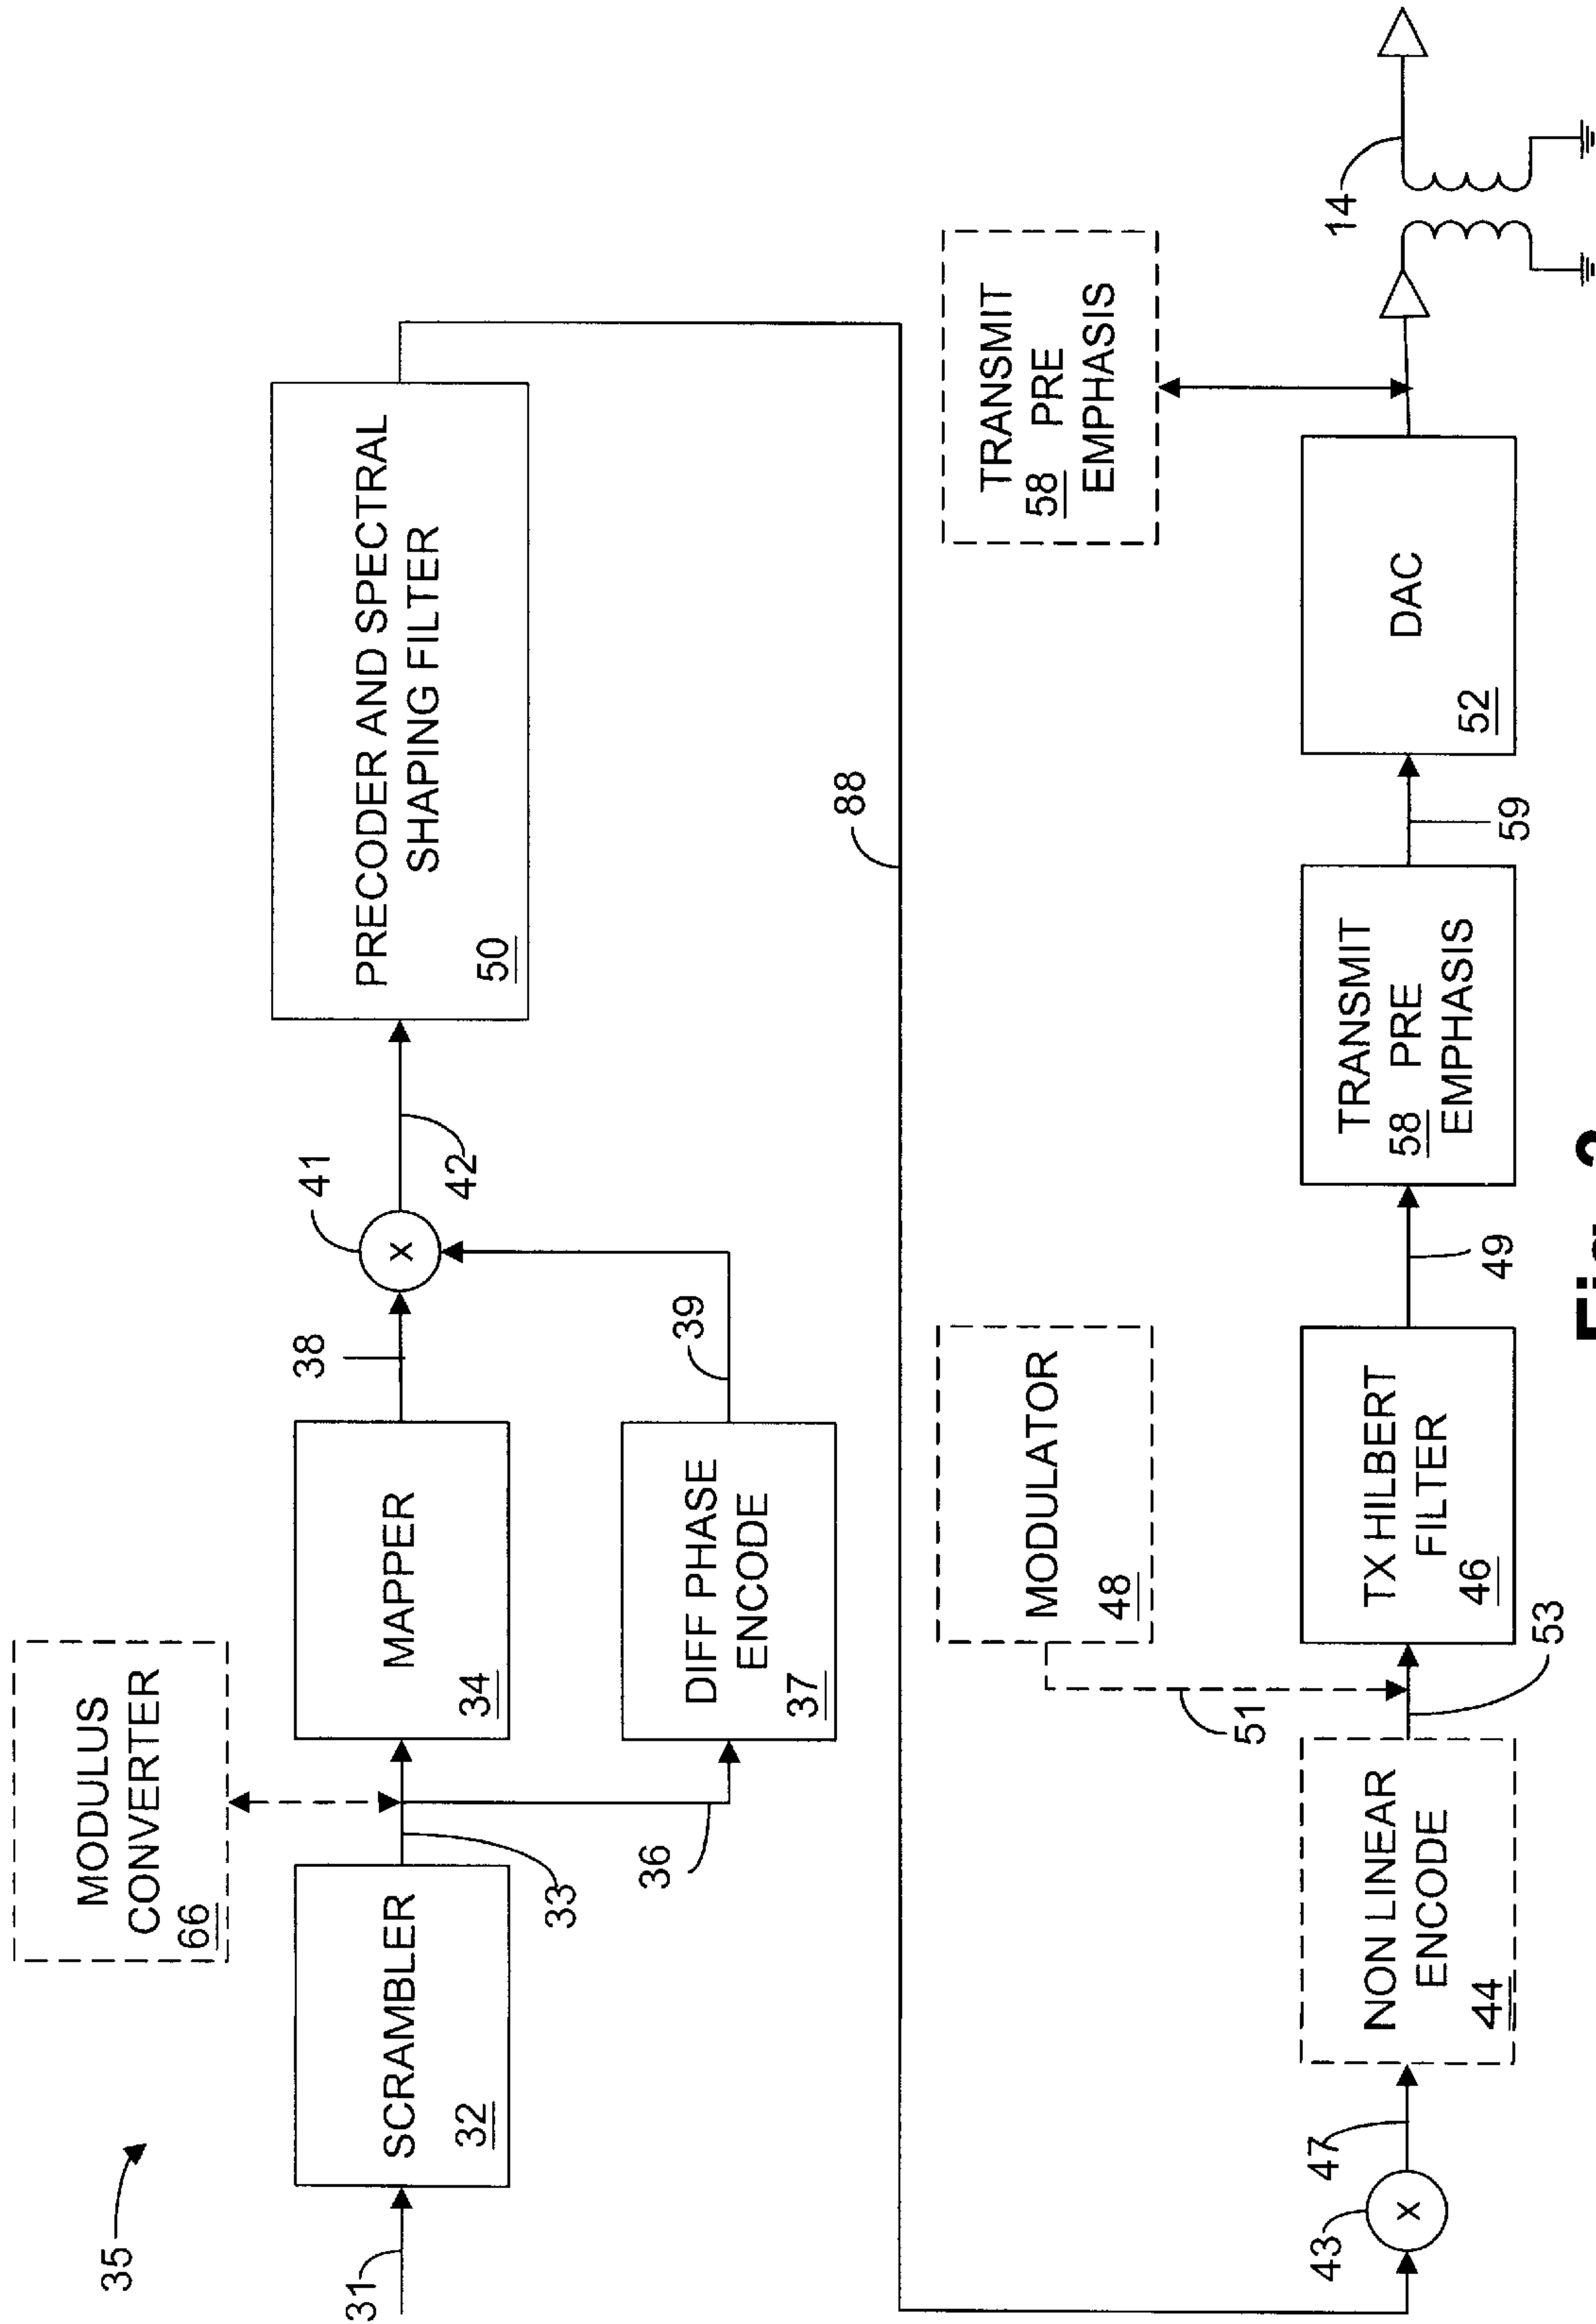 35
MODULUS
CONVERTER
66
31
SCRAMBLER
32
33
36
MAPPER
34
38
DIFF PHASE
ENCODE
37
39
41
X
42
PRECODER AND SPECTRAL
SHAPING FILTER
50
88
43
X
47
NON LINEAR
ENCODE
44
51
53
MODULATOR
48
TX HILBERT
FILTER
46
49
TRANSMIT
58 PRE
EMPHASIS
59
DAC
52
TRANSMIT
58 PRE
EMPHASIS
14